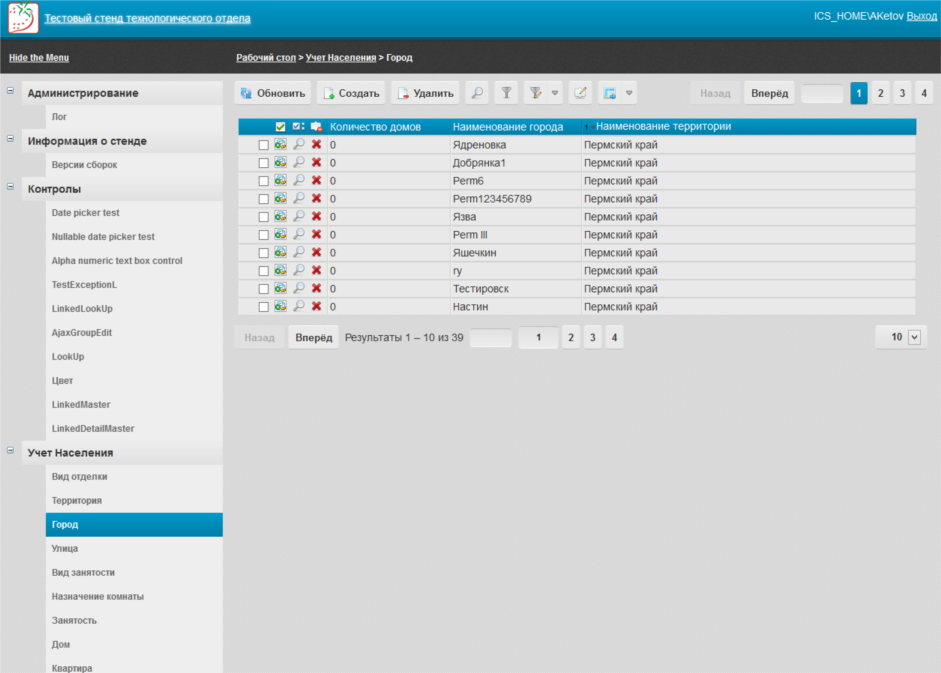 Тестовый стенд технологического отдела
ICS_HOME\AKetov Выход
Hide the Menu
Рабочий стол > Учет Населения > Город
Администрирование
Лог
Информация о стенде
Версии сборок
Контролы
Date picker test
Nullable date picker test
Alpha numeric text box control
TestExceptionL
LinkedLookUp
AjaxGroupEdit
LookUp
Цвет
LinkedMaster
LinkedDetailMaster
Учет Населения
Вид отделки
Территория
Город
Улица
Вид занятости
Назначение комнаты
Занятость
Дом
Квартира
Обновить Создать Удалить Назад Вперёд 1 2 3 4
Количество домов Наименование города Наименование территории
0 Ядреновка Пермский край
0 Добрянка1 Пермский край
0 Perm6 Пермский край
0 Perm123456789 Пермский край
0 Язва Пермский край
0 Perm III Пермский край
0 Яшечкин Пермский край
0 гу Пермский край
0 Тестировск Пермский край
0 Настин Пермский край
Назад Вперёд Результаты 1 – 10 из 39 1 2 3 4 10